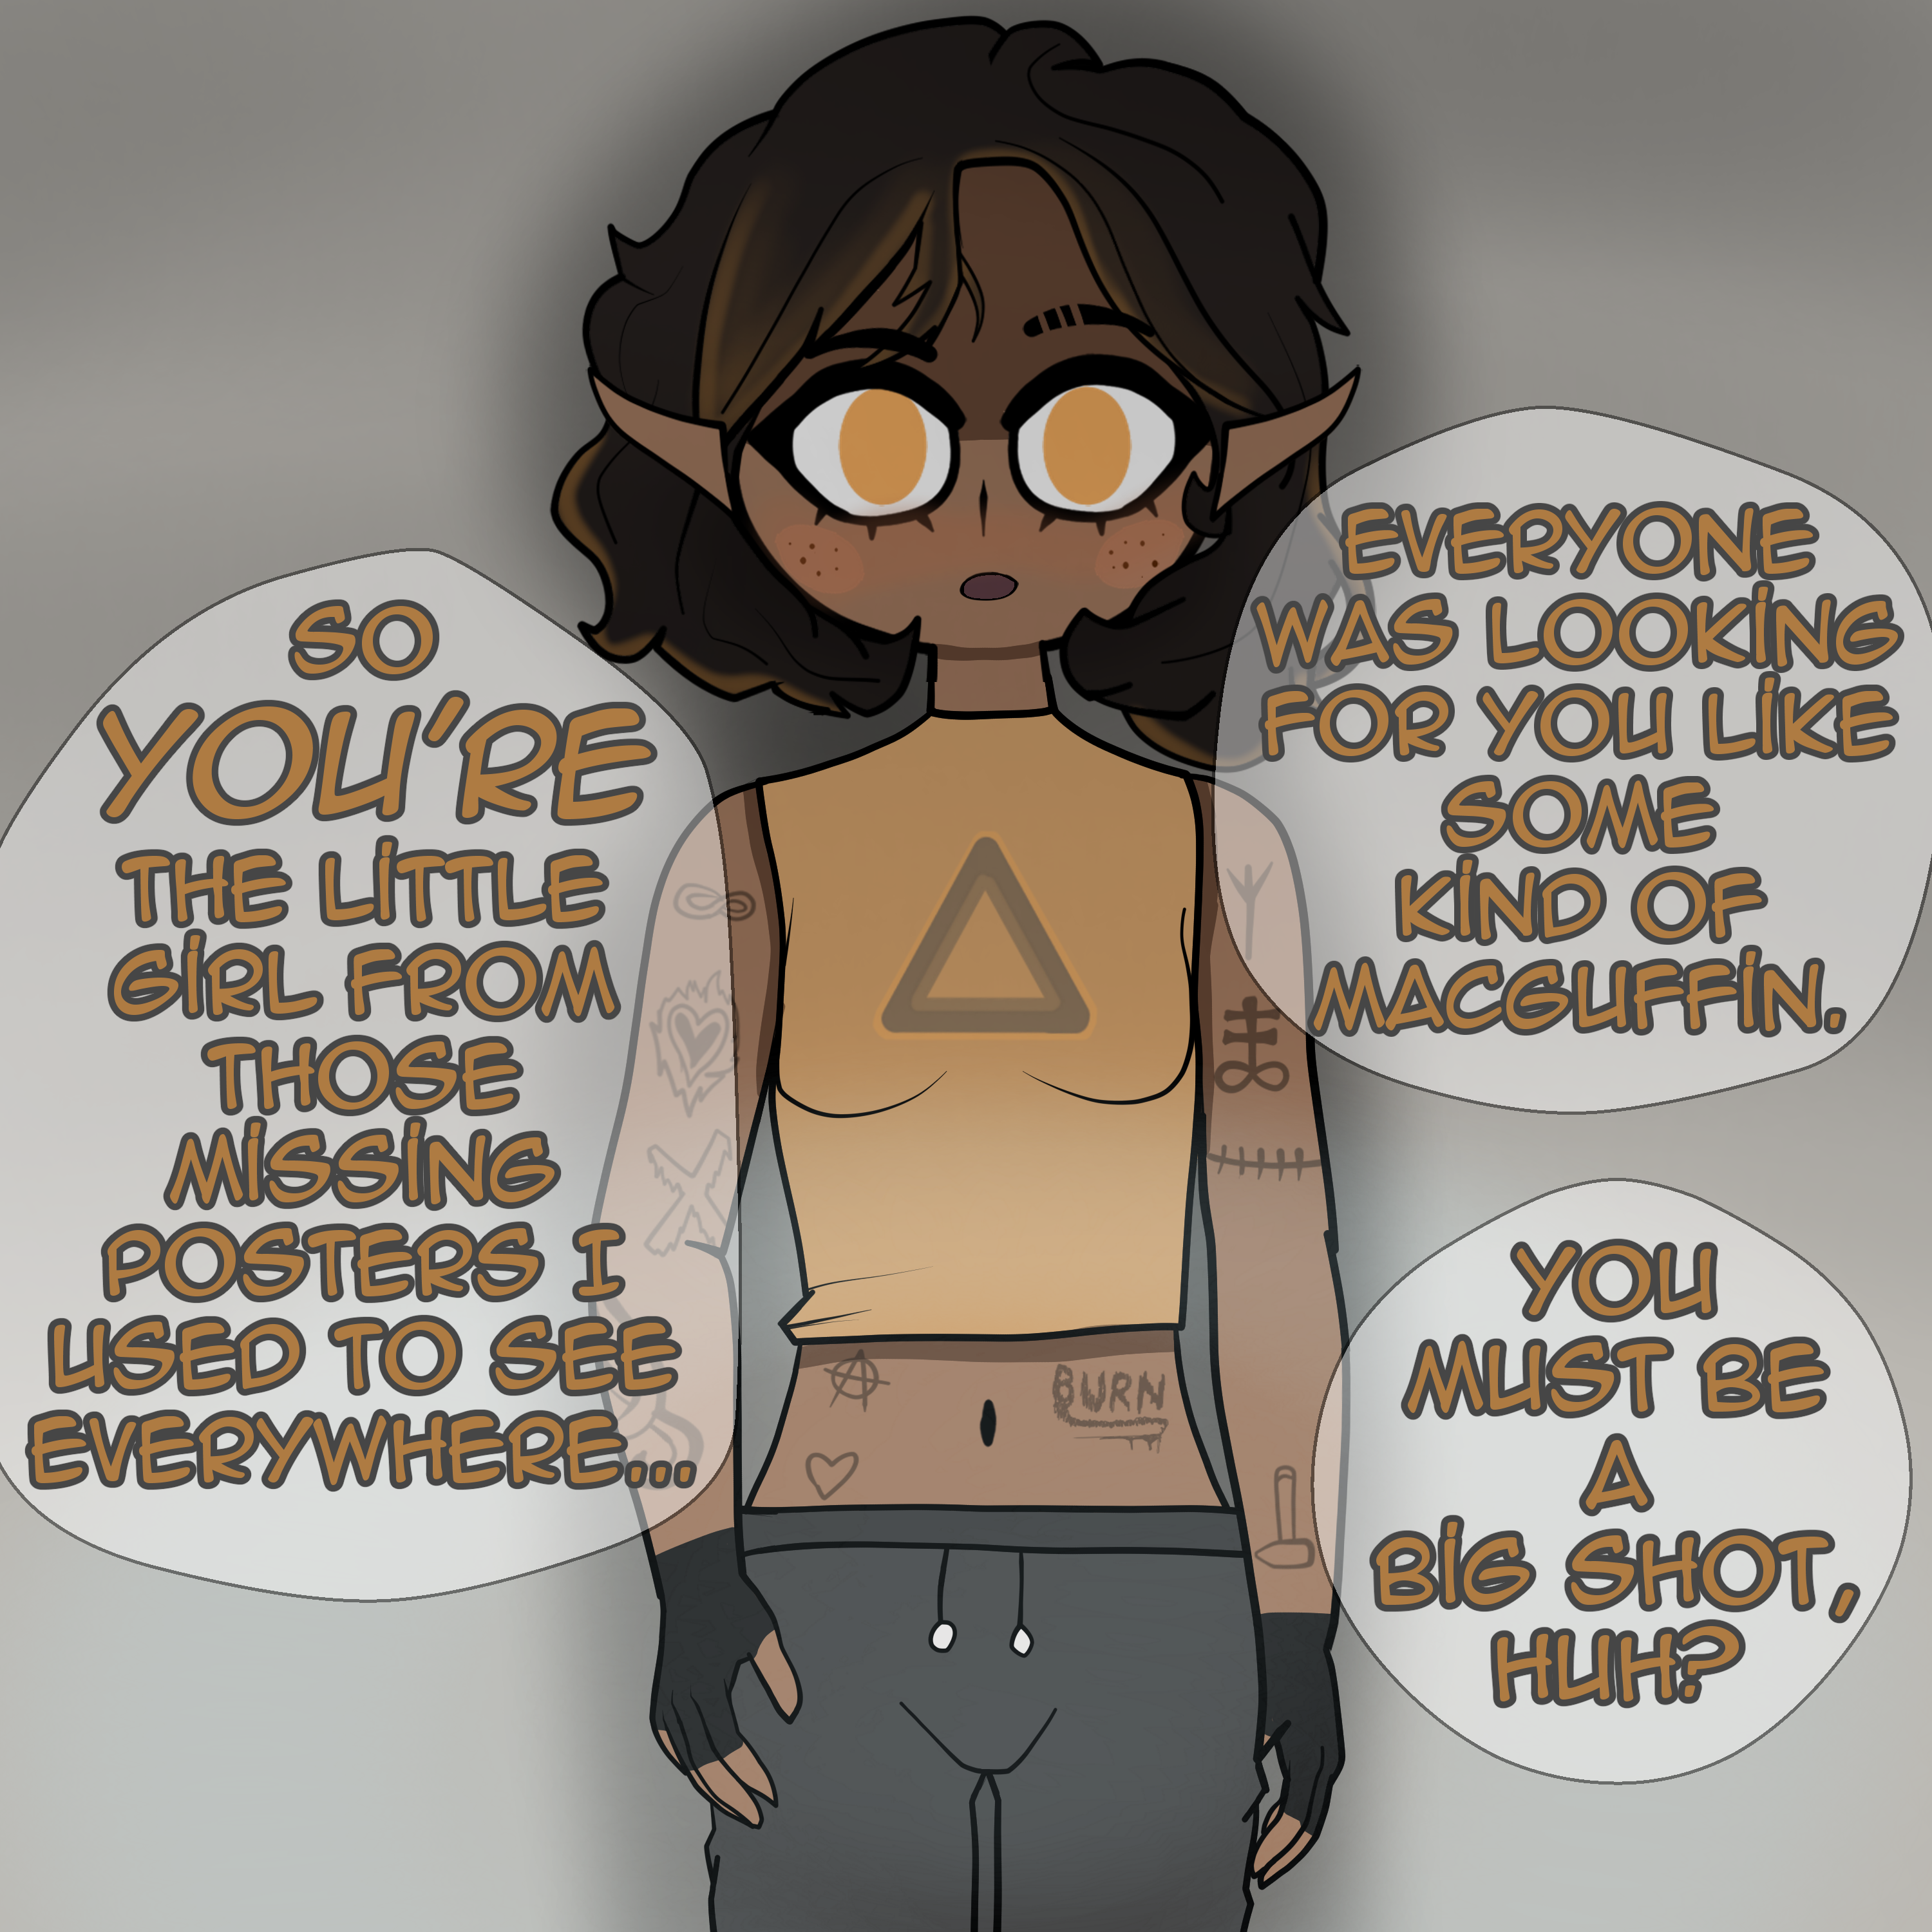 SO
YOU'RE
THE LITTLE
GIRL FROM
THOSE
MISSING
POSTERS I
USED TO SEE
EVERYWHERE...
EVERYONE
WAS LOOKING
FOR YOU LIKE
SOME
KIND OF
MACGUFFIN.
YOU
MUST BE
A
BIG SHOT,
HUH?
BURN